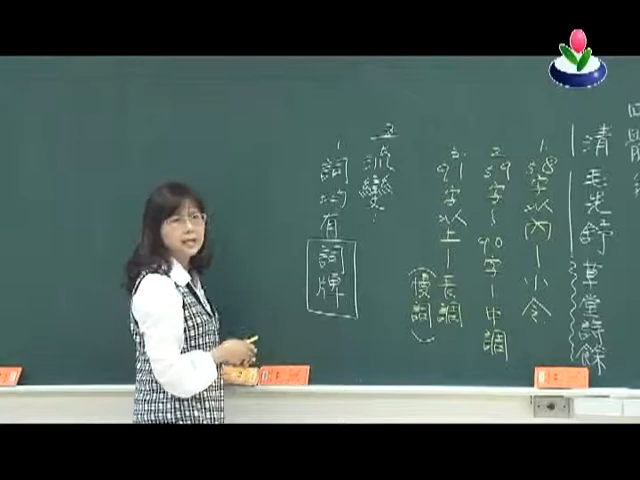 四體
清 毛先舒 草堂詩餘
1. 58字以內—小令
2. 59字~90字—中調
3. 91字以上—長調
(慢詞)
五流變:
1 詞均有詞牌